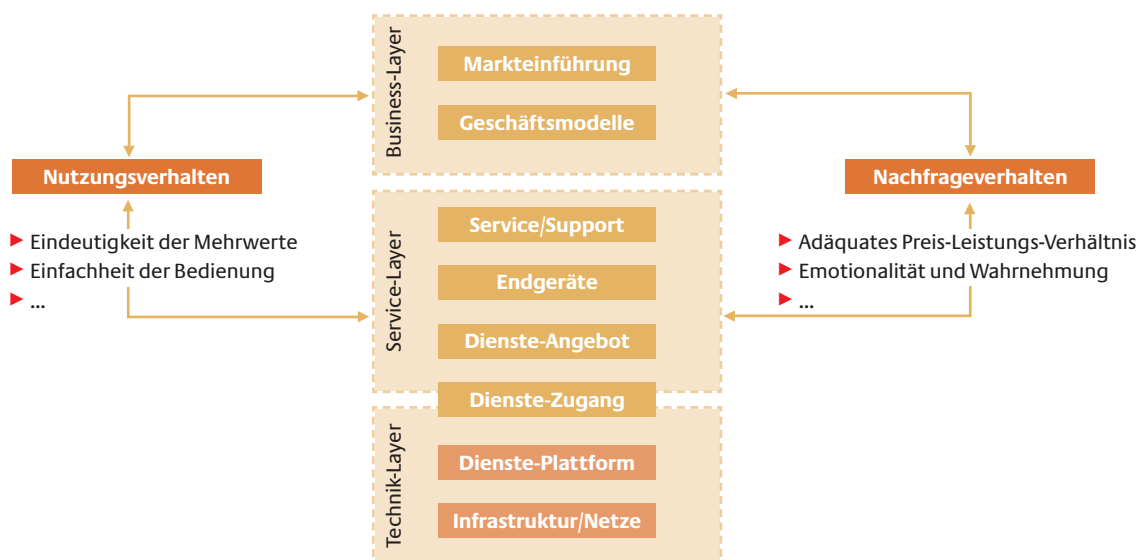 Business-Layer
Markteinführung
Geschäftsmodelle
Nutzungsverhalten
Eindeutigkeit der Mehrwerte
Einfachheit der Bedienung
...
Nachfrageverhalten
Adäquates Preis-Leistungs-Verhältnis
Emotionalität und Wahrnehmung
...
Service-Layer
Service/Support
Endgeräte
Dienste-Angebot
Dienste-Zugang
Technik-Layer
Dienste-Plattform
Infrastruktur/Netze